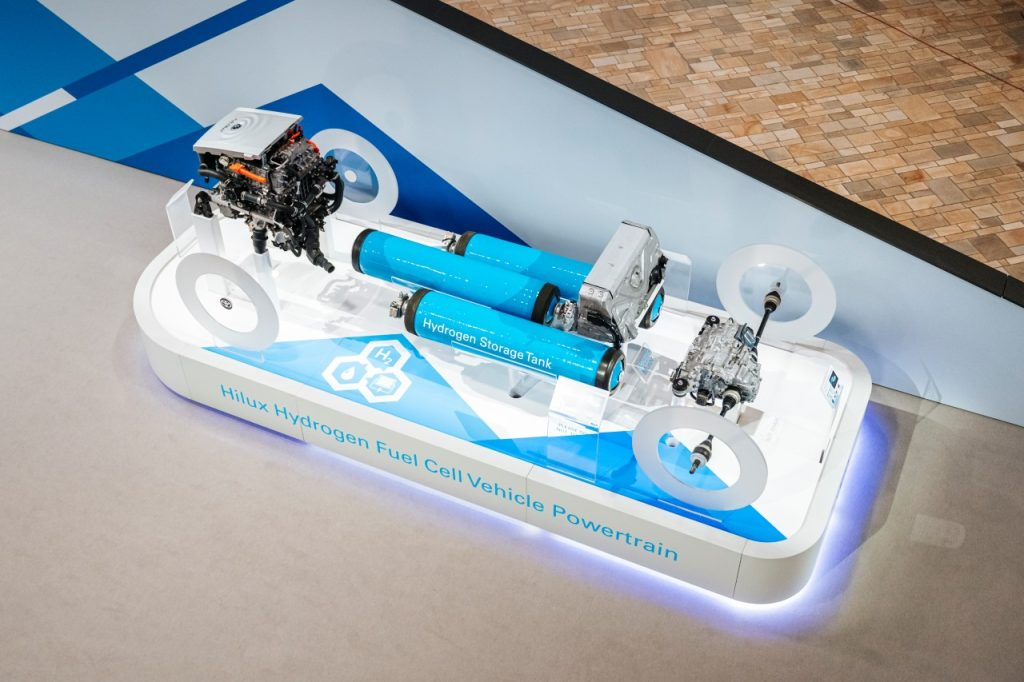 H2
Hydrogen Storage Tank
Hilux Hydrogen Fuel Cell Vehicle Powertrain